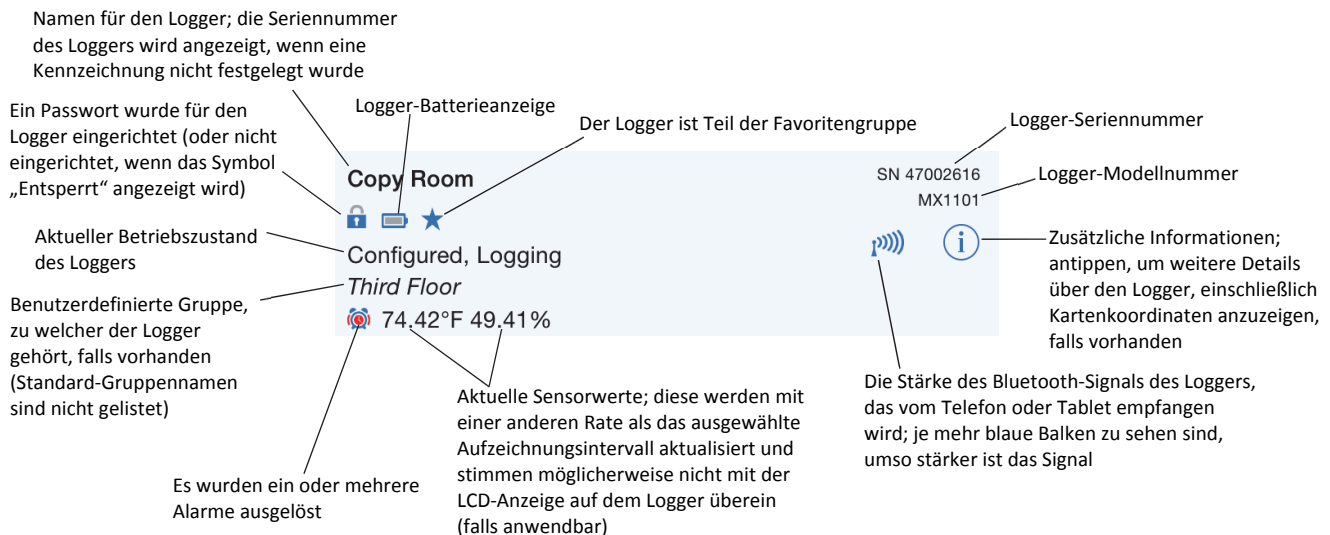 Namen für den Logger; die Seriennummer
des Loggers wird angezeigt, wenn eine
Kennzeichnung nicht festgelegt wurde
Ein Passwort wurde für den
Logger eingerichtet (oder nicht
eingerichtet, wenn das Symbol
„Entsperrt“ angezeigt wird)
Logger-Batterieanzeige
Der Logger ist Teil der Favoritengruppe
Logger-Seriennummer
Logger-Modellnummer
Copy Room
SN 47002616
MX1101
Aktueller Betriebszustand
des Loggers
Configured, Logging
Third Floor
74.42°F 49.41%
Benutzerdefinierte Gruppe,
zu welcher der Logger
gehört, falls vorhanden
(Standard-Gruppennamen
sind nicht gelistet)
i
Zusätzliche Informationen;
antippen, um weitere Details
über den Logger, einschließlich
Kartenkoordinaten anzuzeigen,
falls vorhanden
Es wurden ein oder mehrere
Alarme ausgelöst
Aktuelle Sensorwerte; diese werden mit
einer anderen Rate als das ausgewählte
Aufzeichnungsintervall aktualisiert und
stimmen möglicherweise nicht mit der
LCD-Anzeige auf dem Logger überein
(falls anwendbar)
Die Stärke des Bluetooth-Signals des Loggers,
das vom Telefon oder Tablet empfangen
wird; je mehr blaue Balken zu sehen sind,
umso stärker ist das Signal